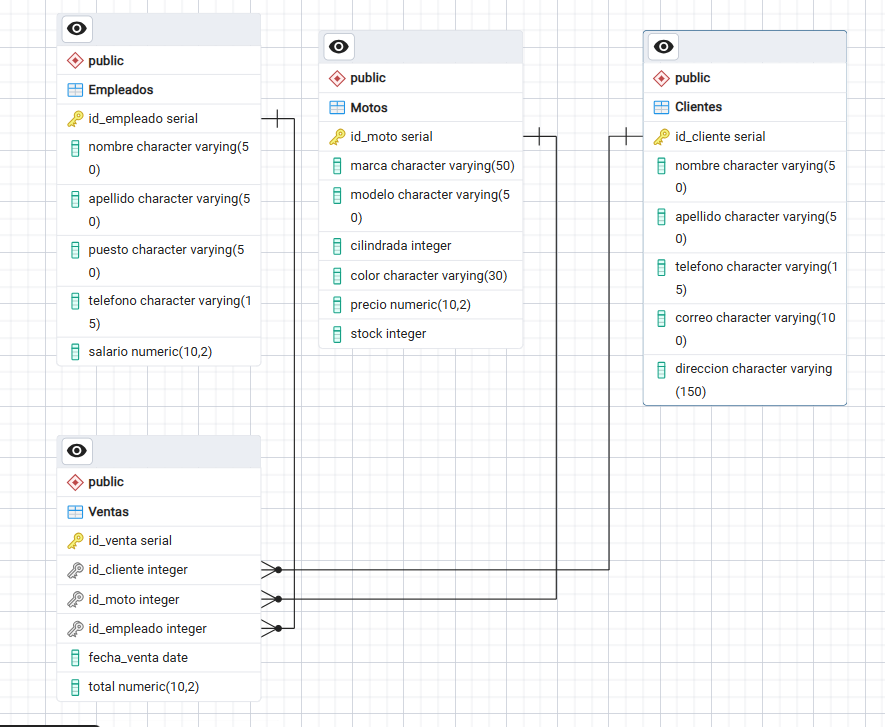 public
Empleados
id_empleado serial
nombre character varying(5
0)
apellido character varying(5
0)
puesto character varying(5
0)
telefono character varying(1
5)
salario numeric(10,2)
public
Motos
id_moto serial
marca character varying(50)
modelo character varying(5
0)
cilindrada integer
color character varying(30)
precio numeric(10,2)
stock integer
public
Clientes
id_cliente serial
nombre character varying(5
0)
apellido character varying(5
0)
telefono character varying(1
5)
correo character varying(10
0)
direccion character varying
(150)
public
Ventas
id_venta serial
id_cliente integer
id_moto integer
id_empleado integer
fecha_venta date
total numeric(10,2)